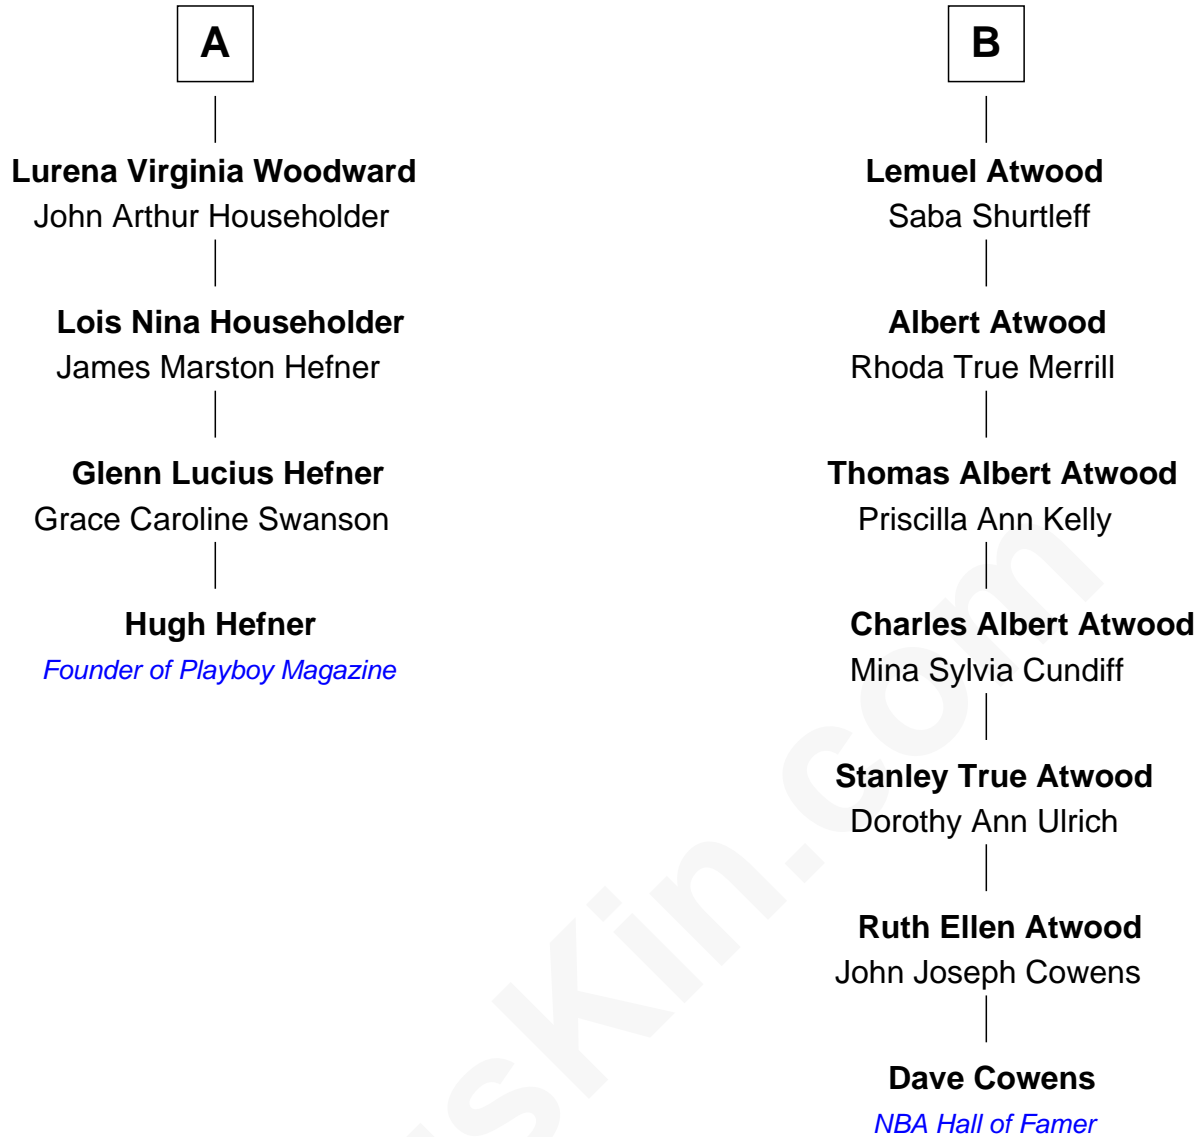 A
Lurena Virginia Woodward
John Arthur Householder
Lois Nina Householder
James Marston Hefner
Glenn Lucius Hefner
Grace Caroline Swanson
Hugh Hefner
Founder of Playboy Magazine
B
Lemuel Atwood
Saba Shurtleff
Albert Atwood
Rhoda True Merrill
Thomas Albert Atwood
Priscilla Ann Kelly
Charles Albert Atwood
Mina Sylvia Cundiff
Stanley True Atwood
Dorothy Ann Ulrich
Ruth Ellen Atwood
John Joseph Cowens
Dave Cowens
NBA Hall of Famer
sKin.com